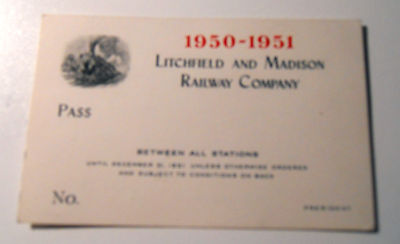 1950-1951
LITCHFIELD AND MADISON
RAILWAY COMPANY
PASS
BETWEEN ALL STATIONS
UNTIL DECEMBER 31, 1951 UNLESS OTHERWISE ORDERED
AND SUBJECT TO CONDITIONS ON BACK
No.
PRESIDENT